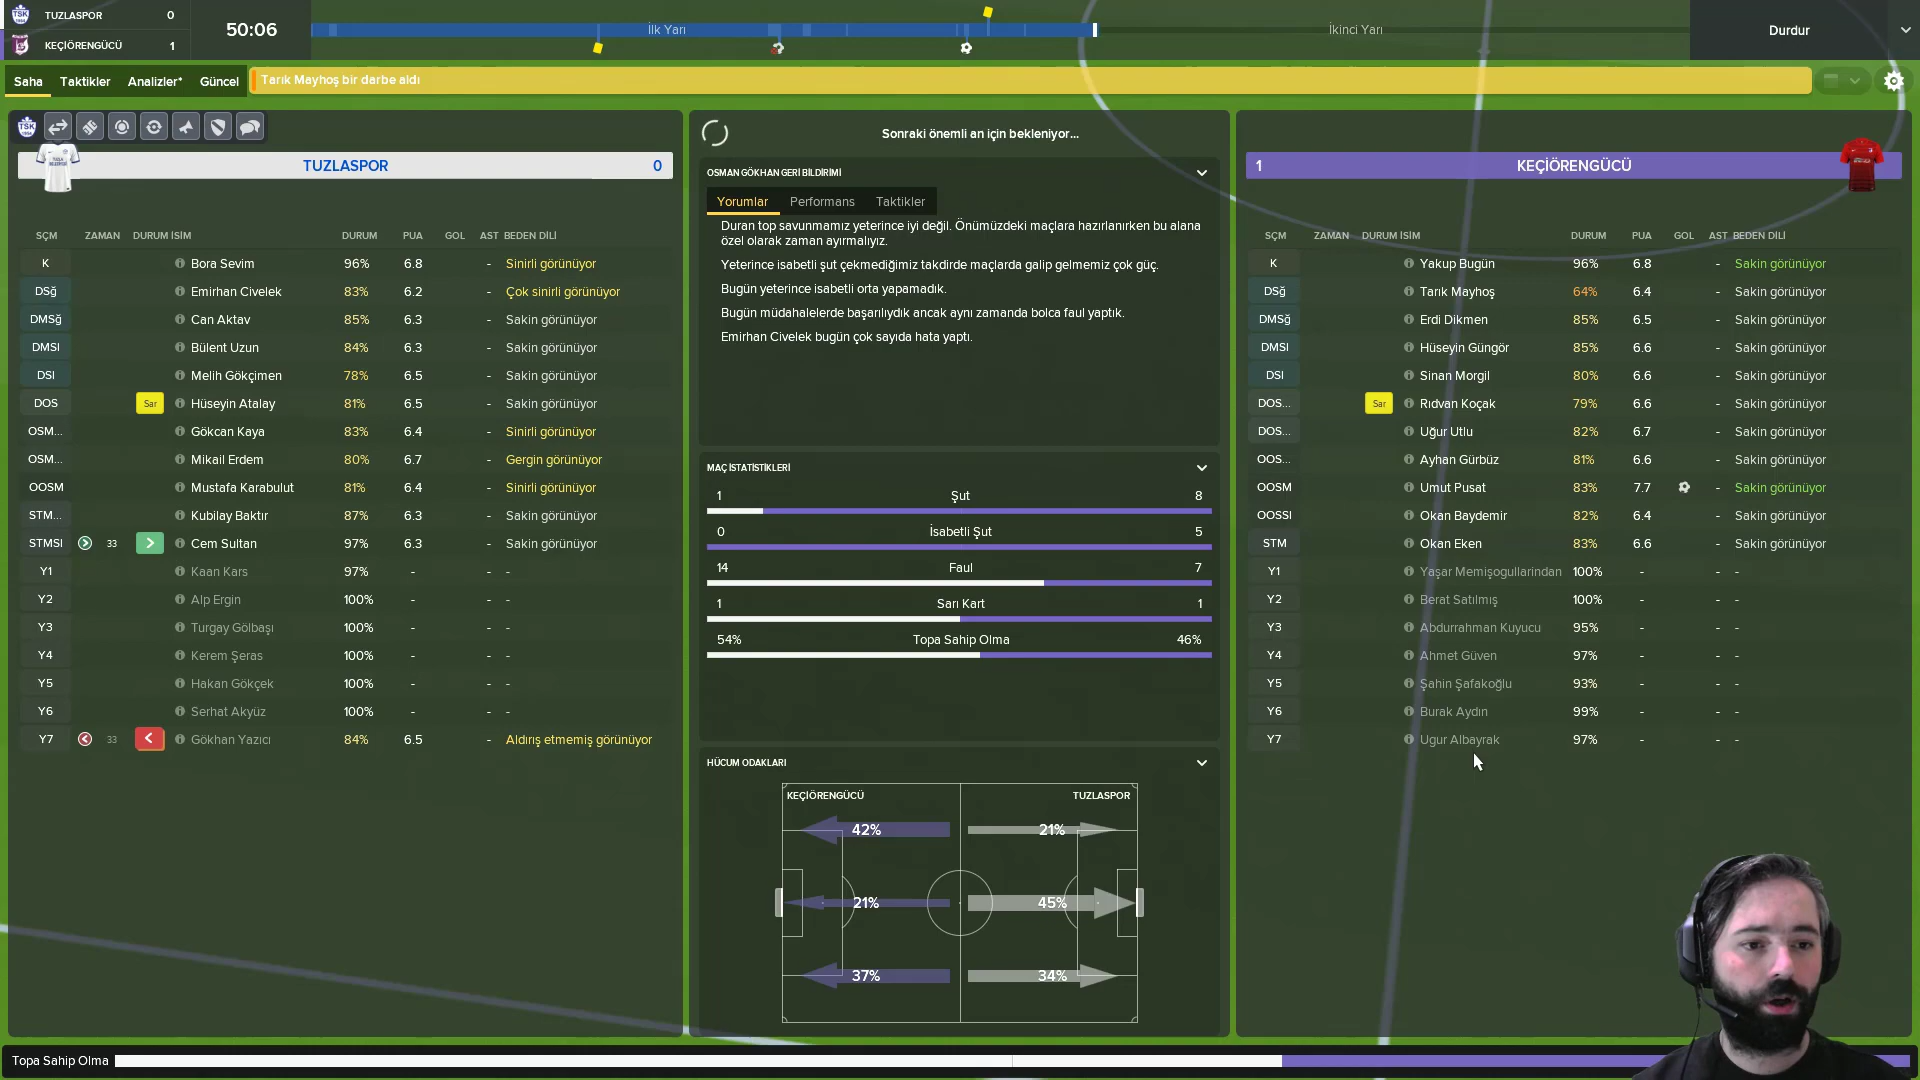 TUZLASPOR 0
KEÇİÖRENGÜCÜ 1
50:06
İlk Yarı
İkinci Yarı
Durdur
Saha Taktikler Analizler* Güncel
Tarık Mayhoş bir darbe aldı
TUZLASPOR 0
SÇM ZAMAN DURUM İSİM DURUM PUA GOL AST BEDEN DİLİ
K Bora Sevim 96% 6.8 - Sinirli görünüyor
DSğ Emirhan Civelek 83% 6.2 - Çok sinirli görünüyor
DMSğ Can Aktav 85% 6.3 - Sakin görünüyor
DMSl Bülent Uzun 84% 6.3 - Sakin görünüyor
DSl Melih Gökçimen 78% 6.5 - Sakin görünüyor
DOS Sar Hüseyin Atalay 81% 6.5 - Sakin görünüyor
OSM... Gökcan Kaya 83% 6.4 - Sinirli görünüyor
OSM... Mikail Erdem 80% 6.7 - Gergin görünüyor
OOSM Mustafa Karabulut 81% 6.4 - Sinirli görünüyor
STM... Kubilay Baktır 87% 6.3 - Sakin görünüyor
STMSl 33 Cem Sultan 97% 6.3 - Sakin görünüyor
Y1 Kaan Kars 97% - - -
Y2 Alp Ergin 100% - - -
Y3 Turgay Gölbaşı 100% - - -
Y4 Kerem Şeras 100% - - -
Y5 Hakan Gökçek 100% - - -
Y6 Serhat Akyüz 100% - - -
Y7 33 Gökhan Yazıcı 84% 6.5 - Aldırış etmemiş görünüyor
Sonraki önemli an için bekleniyor...
OSMAN GÖKHAN GERİ BİLDİRİMİ
Yorumlar Performans Taktikler
Duran top savunmamız yeterince iyi değil. Önümüzdeki maçlara hazırlanırken bu alana
özel olarak zaman ayırmalıyız.
Yeterince isabetli şut çekmediğimiz takdirde maçlarda galip gelmemiz çok güç.
Bugün yeterince isabetli orta yapamadık.
Bugün müdahalelerde başarılıydık ancak aynı zamanda bolca faul yaptık.
Emirhan Civelek bugün çok sayıda hata yaptı.
MAÇ İSTATİSTİKLERİ
1 Şut 8
0 İsabetli Şut 5
14 Faul 7
1 Sarı Kart 1
54% Topa Sahip Olma 46%
HÜCUM ODAKLARI
KEÇİÖRENGÜCÜ TUZLASPOR
42% 21%
21% 45%
37% 34%
1 KEÇİÖRENGÜCÜ
SÇM ZAMAN DURUM İSİM DURUM PUA GOL AST BEDEN DİLİ
K Yakup Bugün 96% 6.8 - Sakin görünüyor
DSğ Tarık Mayhoş 64% 6.4 - Sakin görünüyor
DMSğ Erdi Dikmen 85% 6.5 - Sakin görünüyor
DMSl Hüseyin Güngör 85% 6.6 - Sakin görünüyor
DSl Sinan Morgil 80% 6.6 - Sakin görünüyor
DOS... Sar Rıdvan Koçak 79% 6.6 - Sakin görünüyor
DOS... Uğur Utlu 82% 6.7 - Sakin görünüyor
OOS... Ayhan Gürbüz 81% 6.6 - Sakin görünüyor
OOSM Umut Pusat 83% 7.7 - Sakin görünüyor
OOSSl Okan Baydemir 82% 6.4 - Sakin görünüyor
STM Okan Eken 83% 6.6 - Sakin görünüyor
Y1 Yaşar Memişogullarindan 100% - - -
Y2 Berat Satılmış 100% - - -
Y3 Abdurrahman Kuyucu 95% - - -
Y4 Ahmet Güven 97% - - -
Y5 Şahin Şafakoğlu 93% - - -
Y6 Burak Aydın 99% - - -
Y7 Ugur Albayrak 97% - - -
Topa Sahip Olma